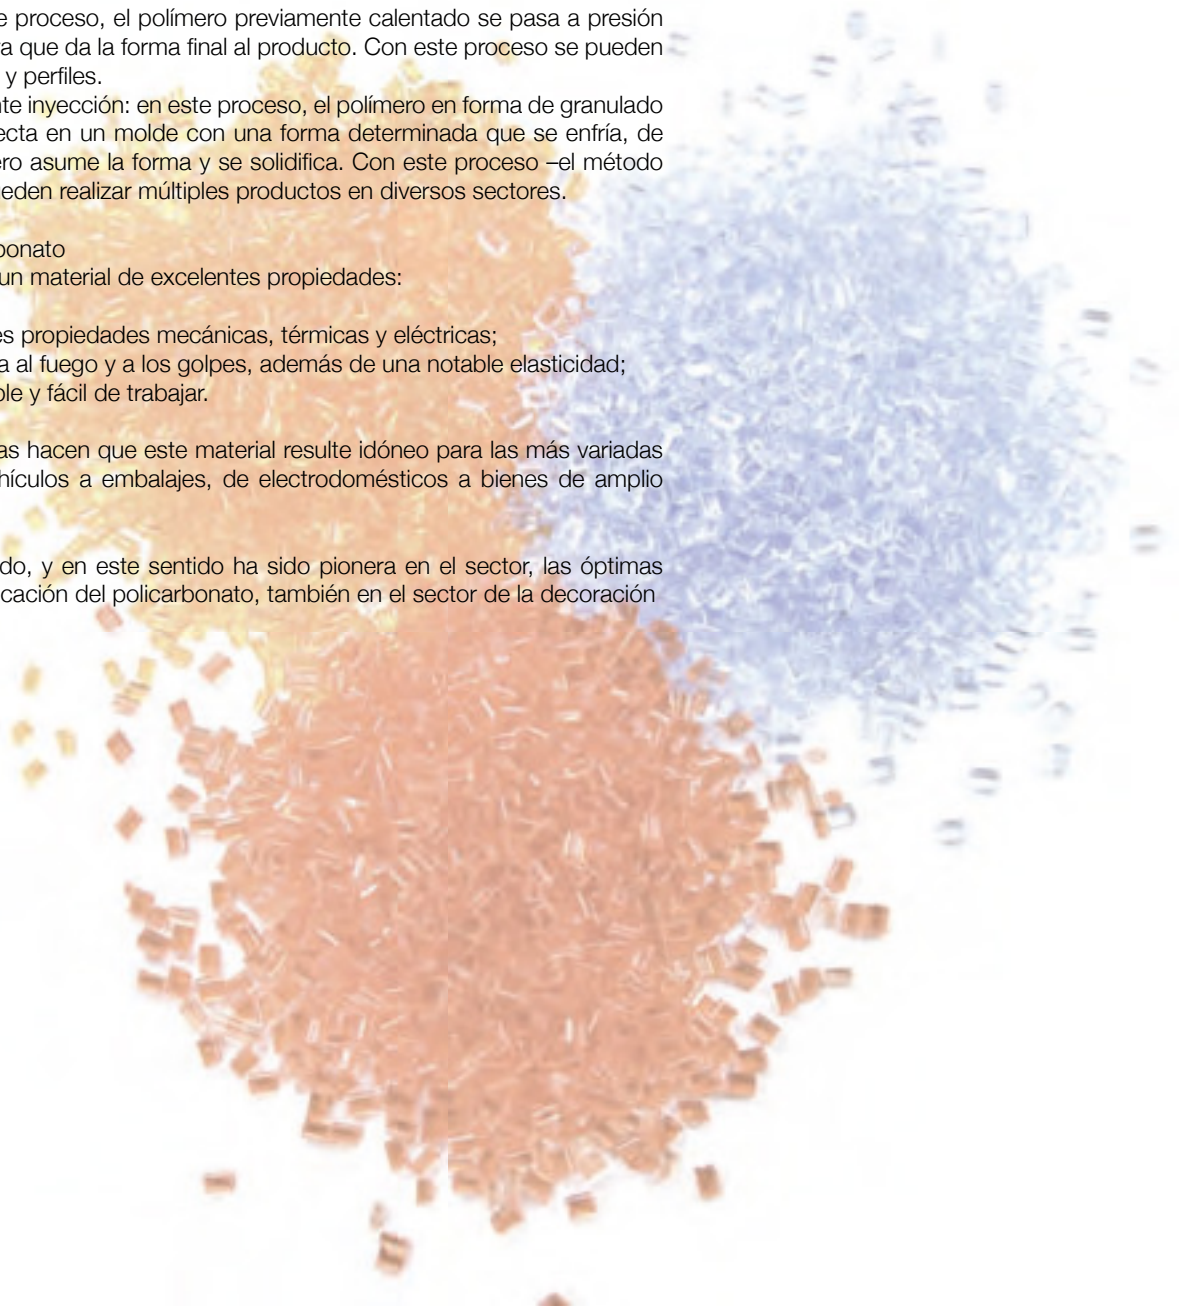 e proceso, el polímero previamente calentado se pasa a presión
a que da la forma final al producto. Con este proceso se pueden
y perfiles.
nte inyección: en este proceso, el polímero en forma de granulado
ecta en un molde con una forma determinada que se enfría, de
ero asume la forma y se solidifica. Con este proceso –el método
ueden realizar múltiples productos en diversos sectores.
bonato
un material de excelentes propiedades:
es propiedades mecánicas, térmicas y eléctricas;
a al fuego y a los golpes, además de una notable elasticidad;
ble y fácil de trabajar.
as hacen que este material resulte idóneo para las más variadas
hículos a embalajes, de electrodomésticos a bienes de amplio
do, y en este sentido ha sido pionera en el sector, las óptimas
cación del policarbonato, también en el sector de la decoración